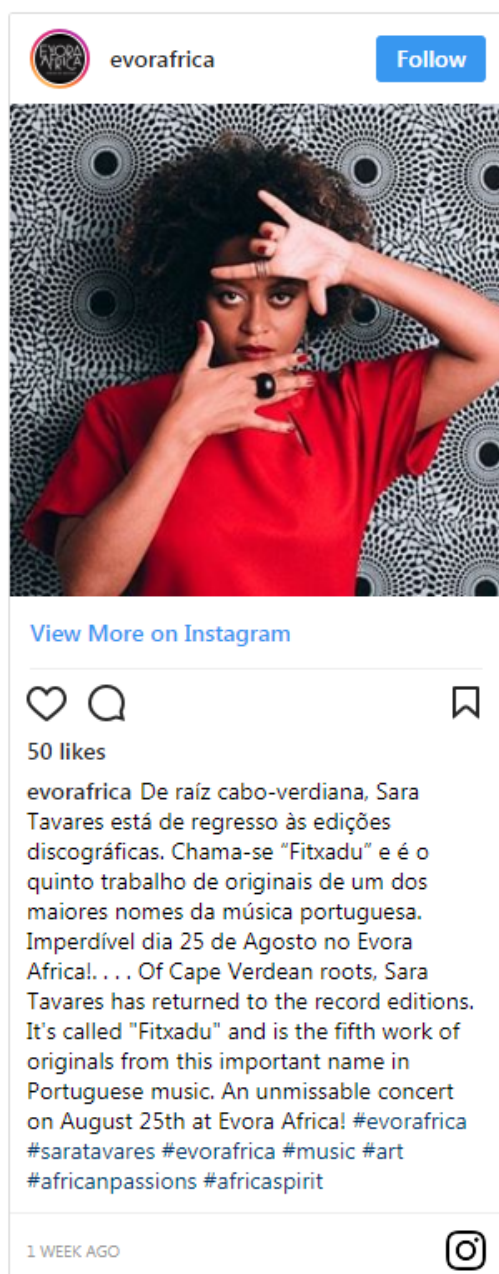 EVORA
AFRICA
evorafrica
Follow
View More on Instagram
50 likes
evorafrica De raíz cabo-verdiana, Sara
Tavares está de regresso às edições
discográficas. Chama-se “Fitxadu” e é o
quinto trabalho de originais de um dos
maiores nomes da música portuguesa.
Imperdível dia 25 de Agosto no Evora
Africa!. . . . Of Cape Verdean roots, Sara
Tavares has returned to the record editions.
It's called "Fitxadu" and is the fifth work of
originals from this important name in
Portuguese music. An unmissable concert
on August 25th at Evora Africa! #evorafrica
#saratavares #evorafrica #music #art
#africanpassions #africaspirit
1 WEEK AGO